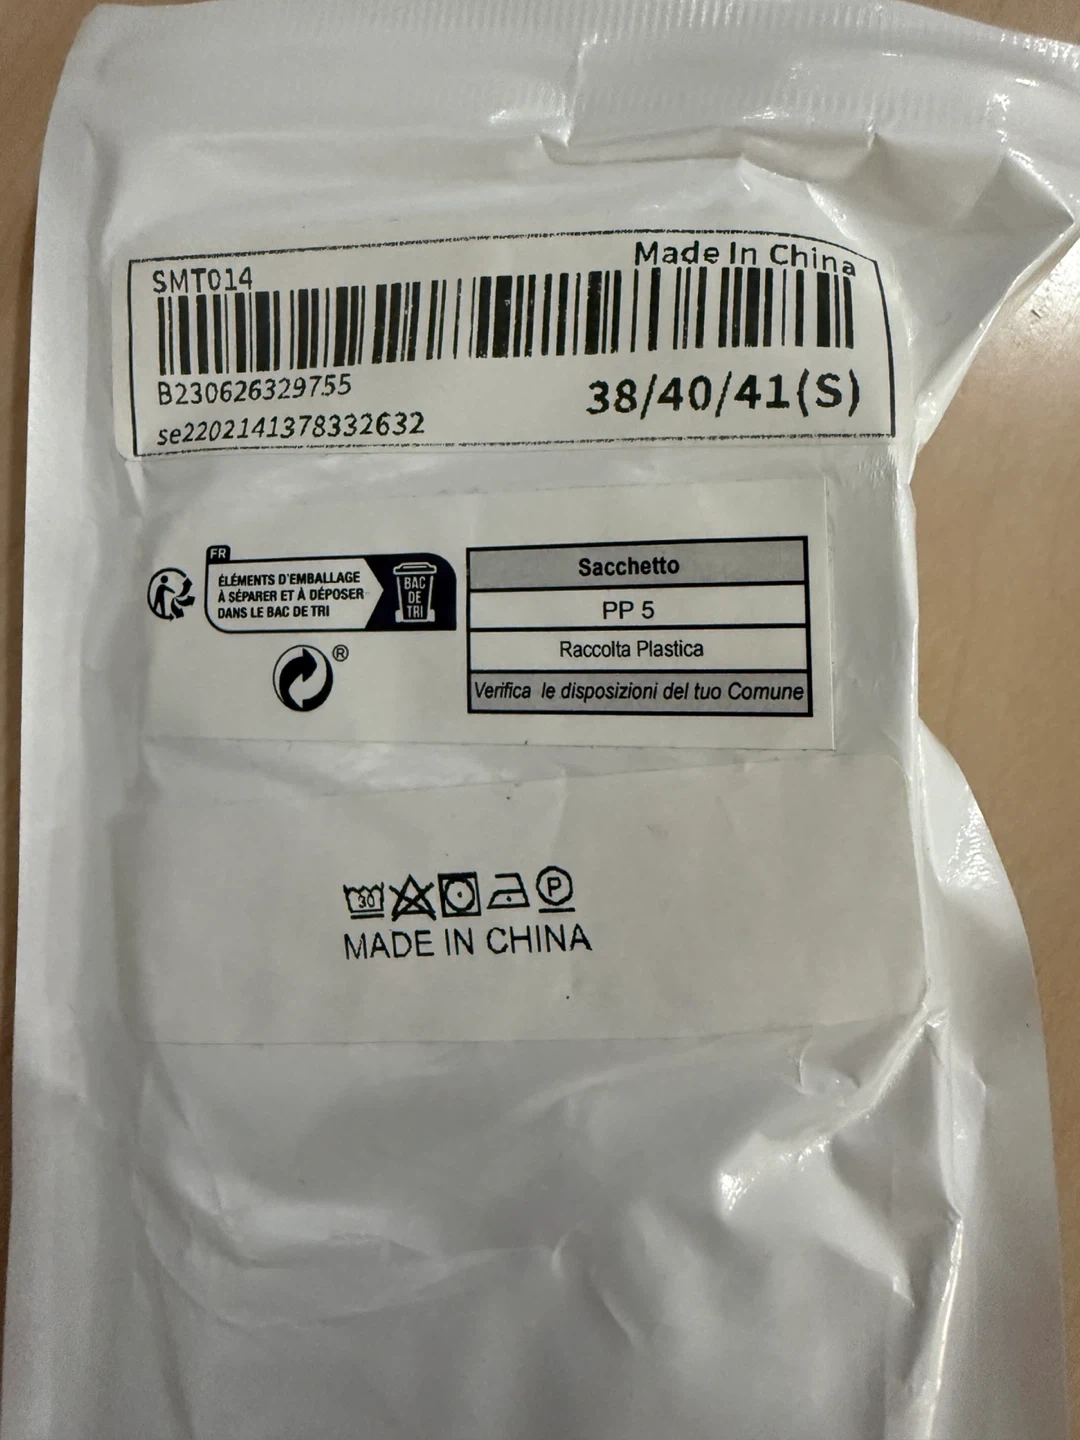 SMT014
Made In China
B230626329755
38/40/41(S)
se2202141378332632
FR
ÉLÉMENTS D'EMBALLAGE
À SÉPARER ET À DÉPOSER
DANS LE BAC DE TRI
BAC
DE
TRI
®
Sacchetto
PP 5
Raccolta Plastica
Verifica le disposizioni del tuo Comune
30
P
MADE IN CHINA